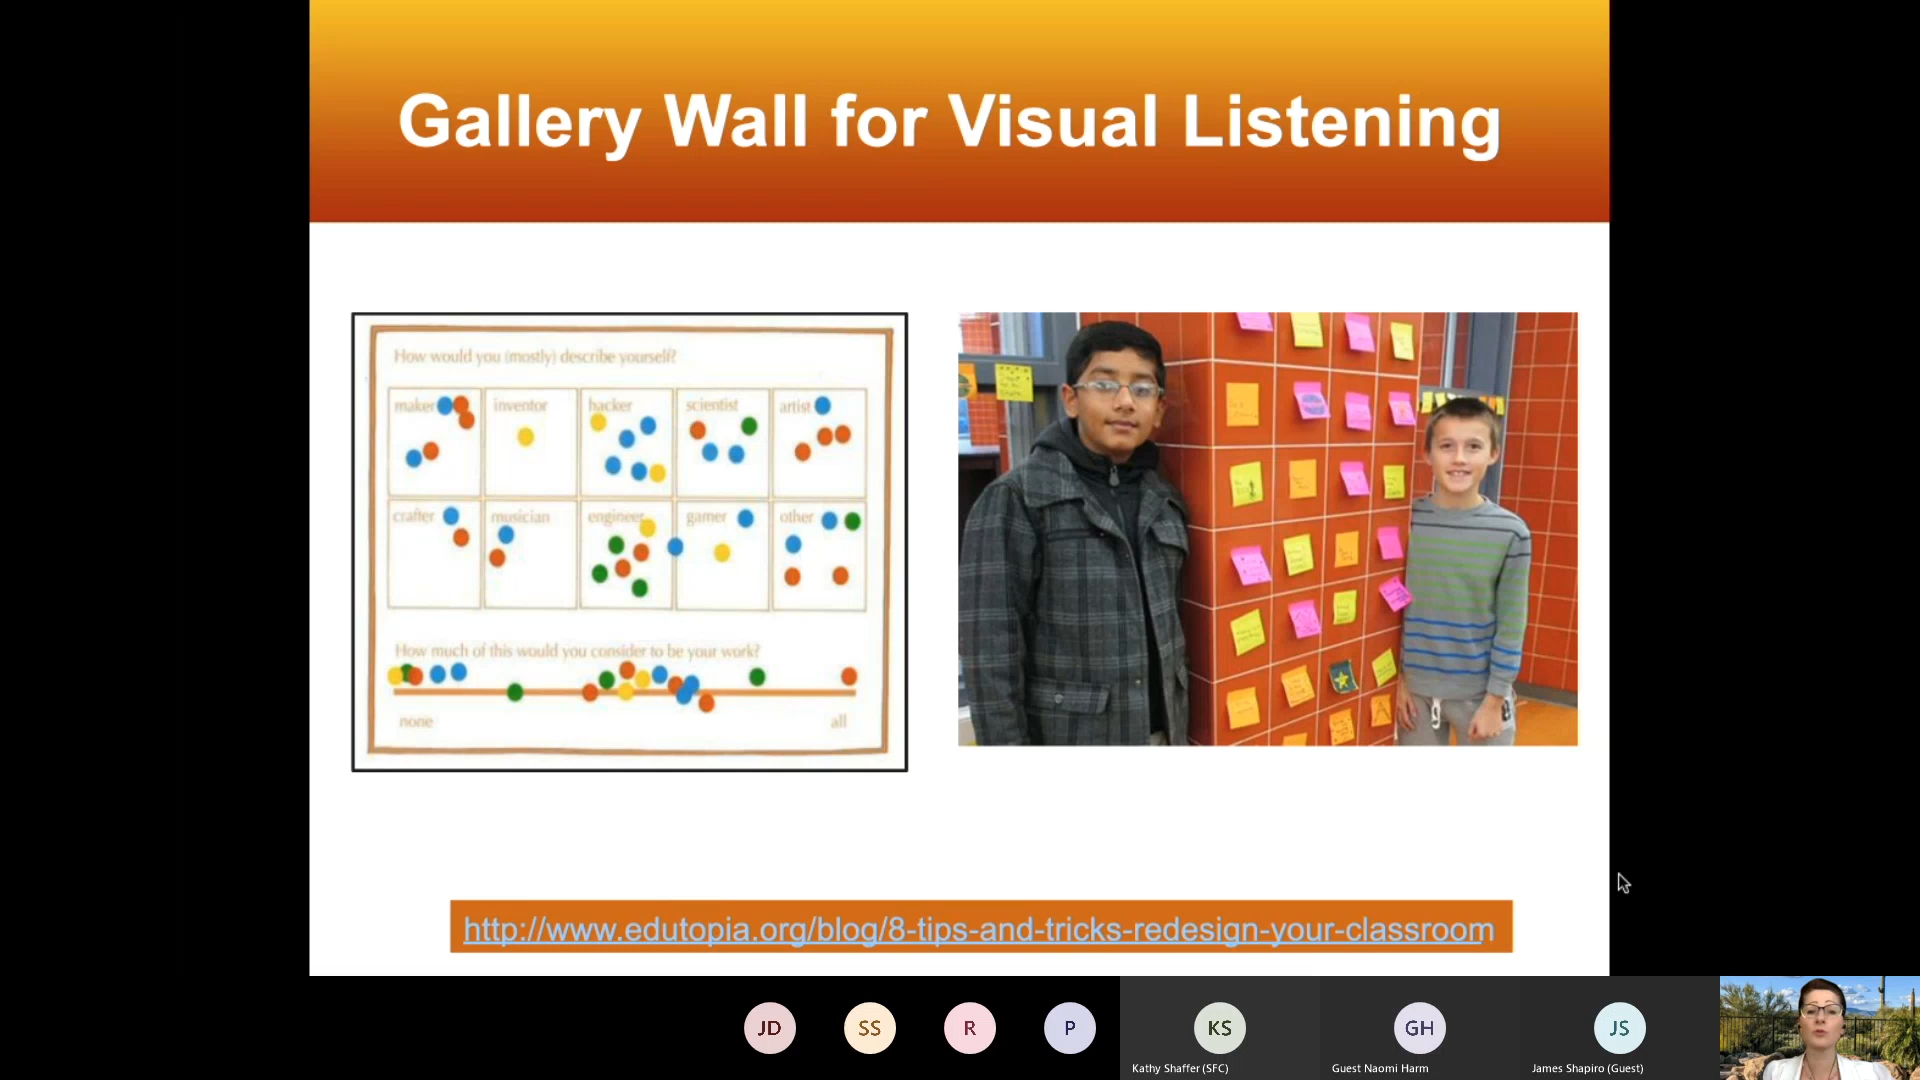 Gallery Wall for Visual Listening
How would you (mostly) describe yourself?
maker inventor hacker scientist artist
crafter musician engineer gamer other
How much of this would you consider to be your work?
none all
http://www.edutopia.org/blog/8-tips-and-tricks-redesign-your-classroom
JD SS R P KS GH JS
Kathy Shaffer (SFC) Guest Naomi Harm James Shapiro (Guest)